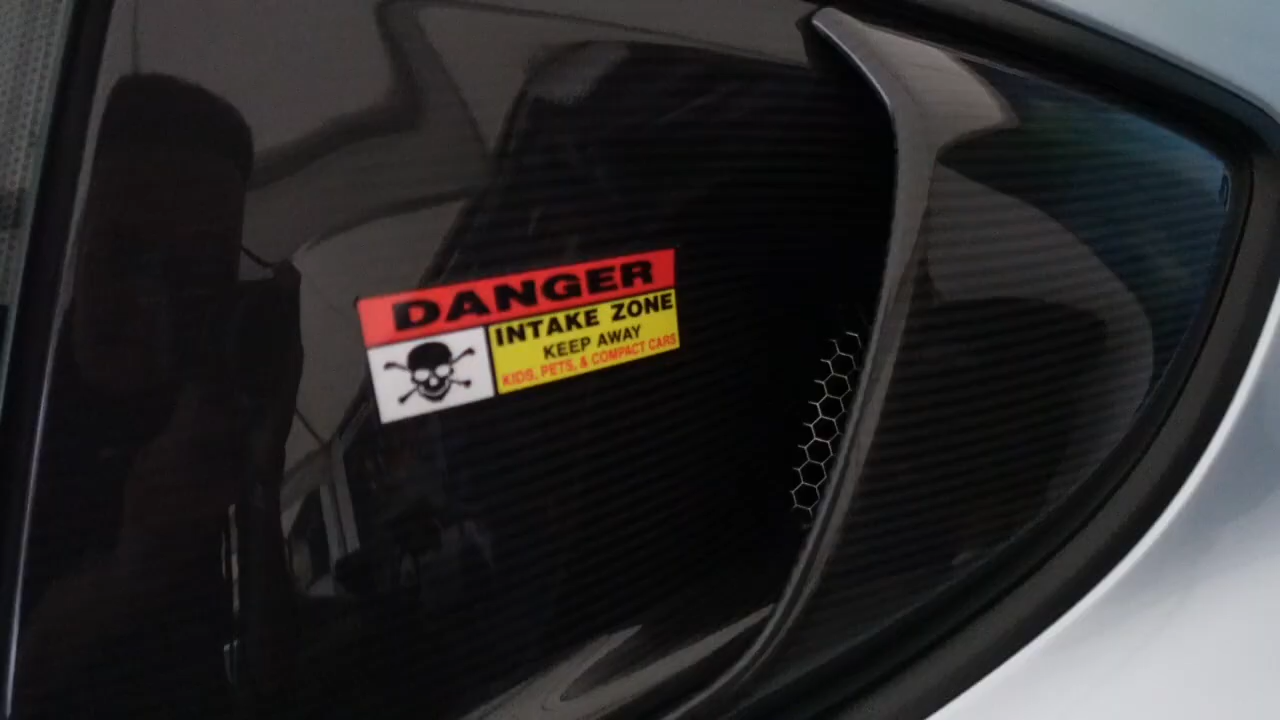 DANGER
INTAKE ZONE
KEEP AWAY
KIDS, PETS, & COMPACT CARS